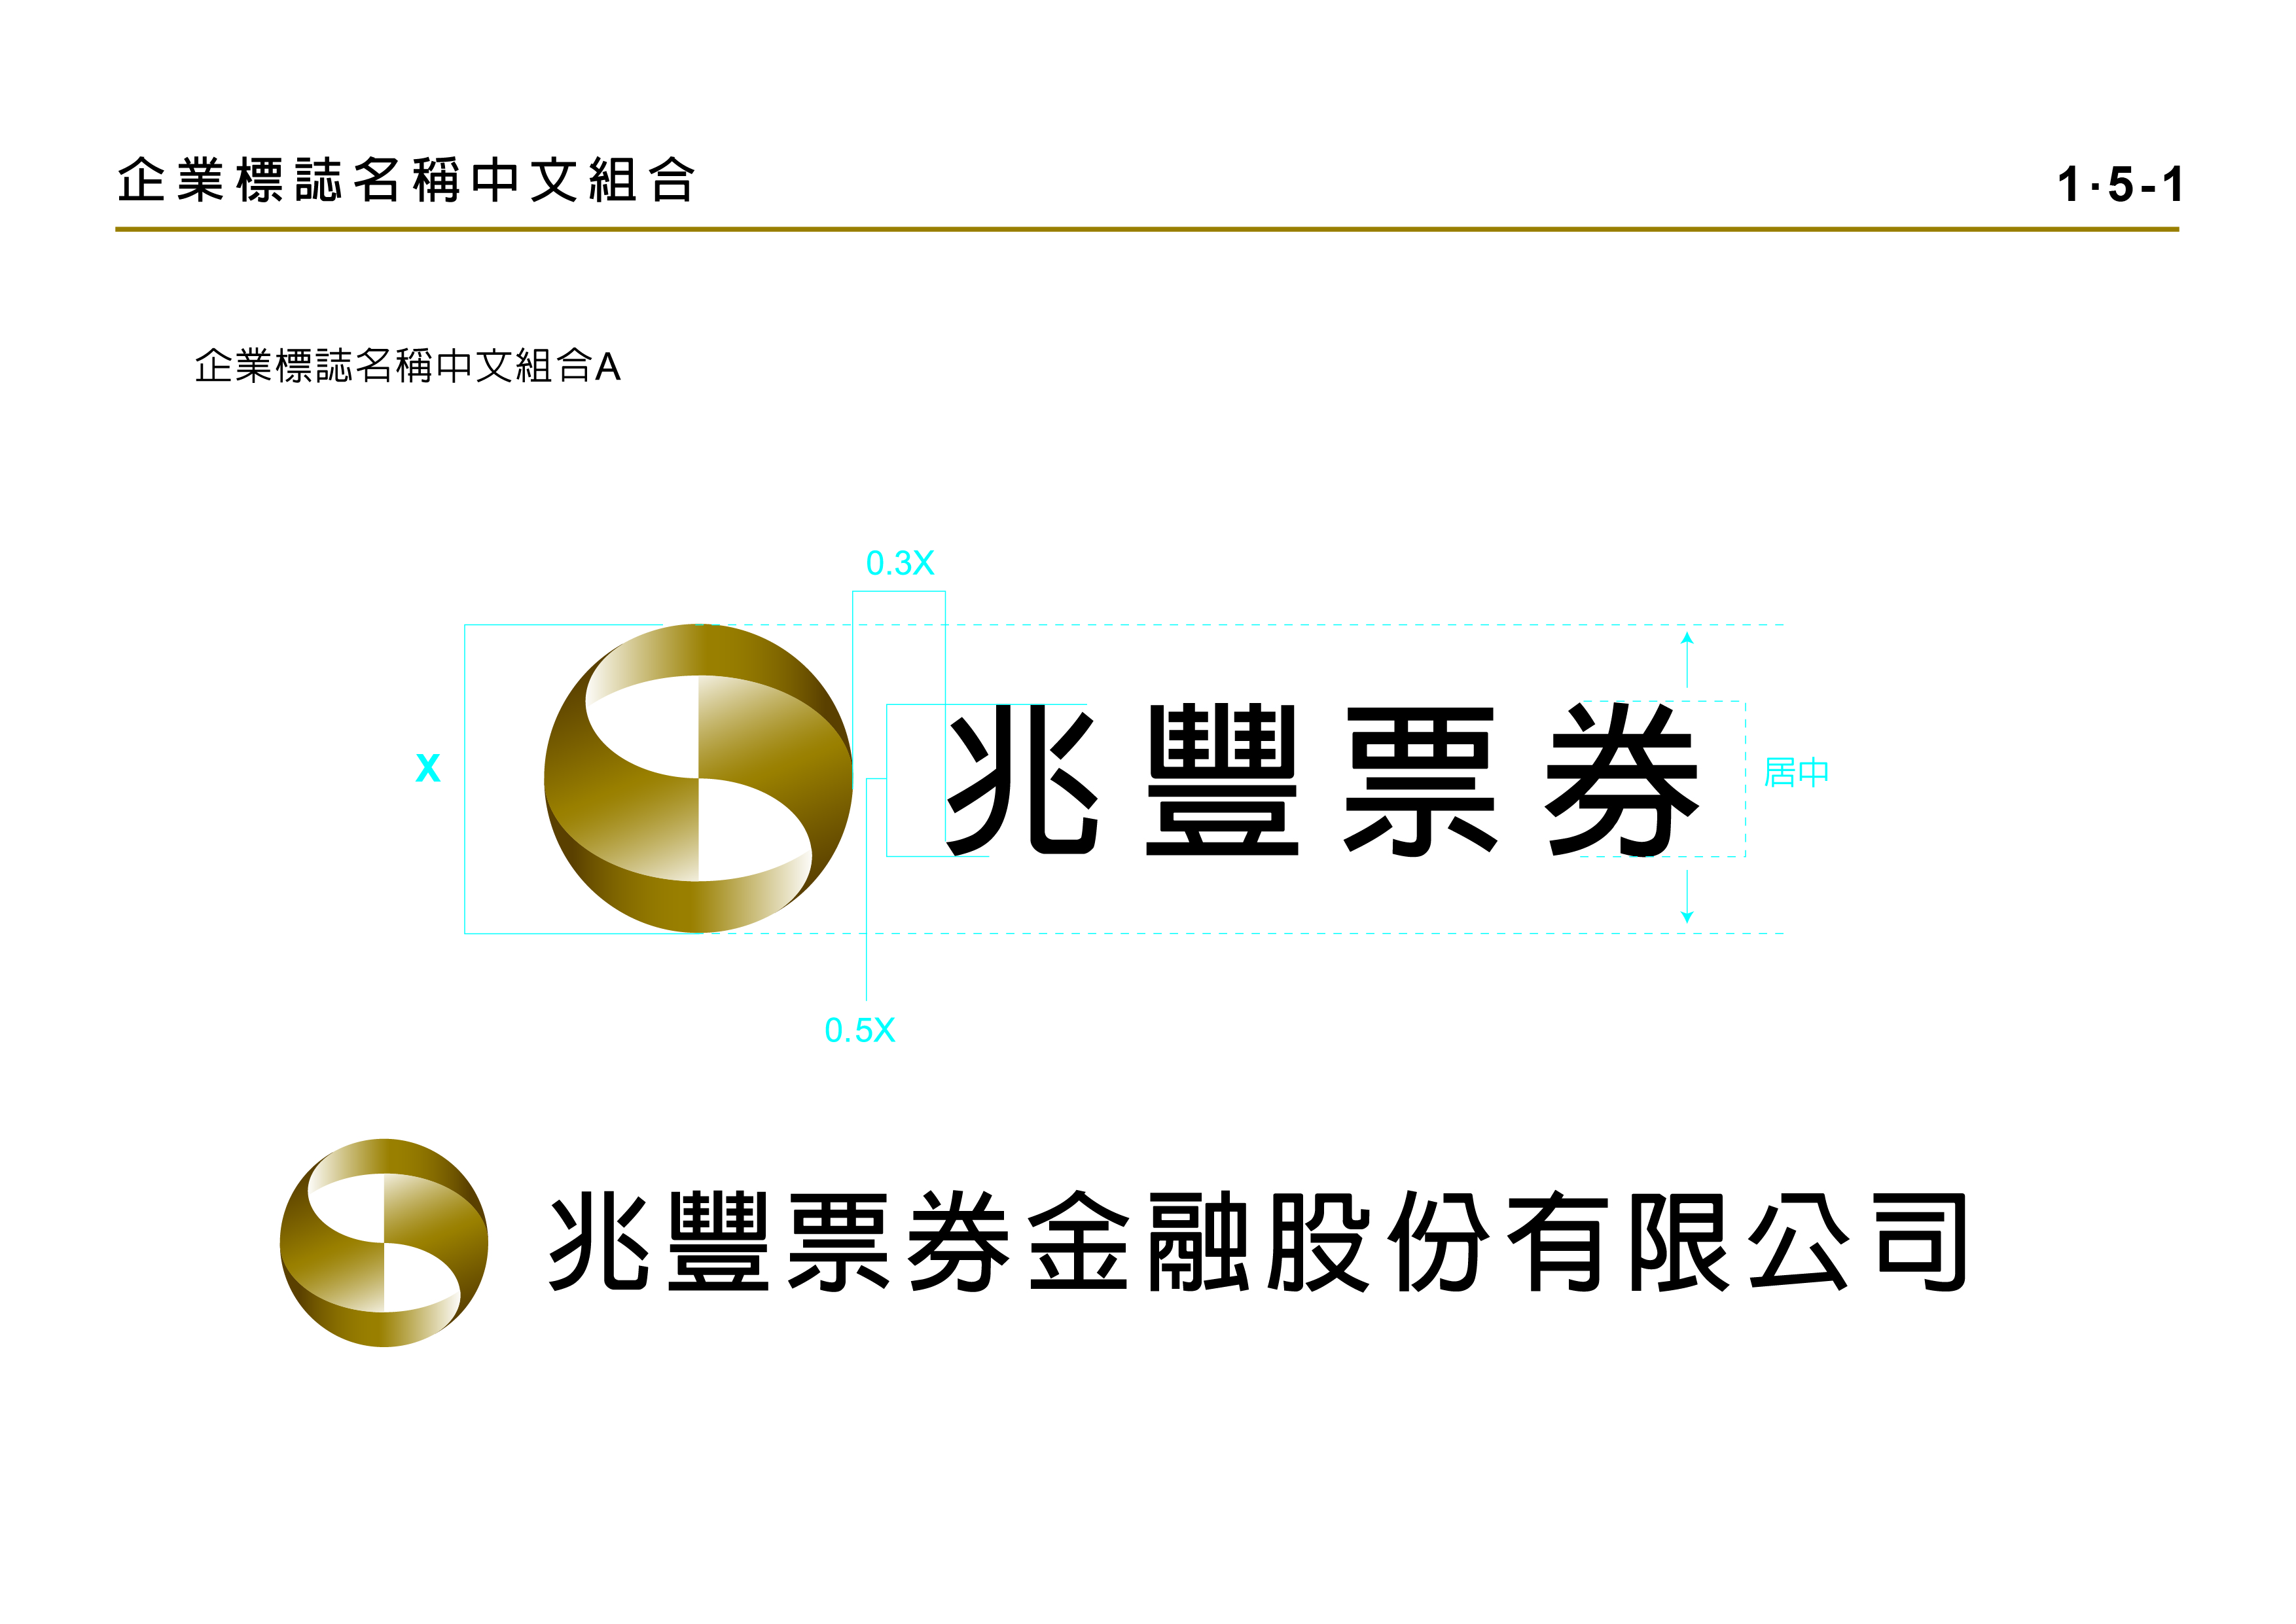 企業標誌名稱中文組合
1·5-1
企業標誌名稱中文組合A
0.3X
X
兆豐票券
居中
0.5X
兆豐票券金融股份有限公司